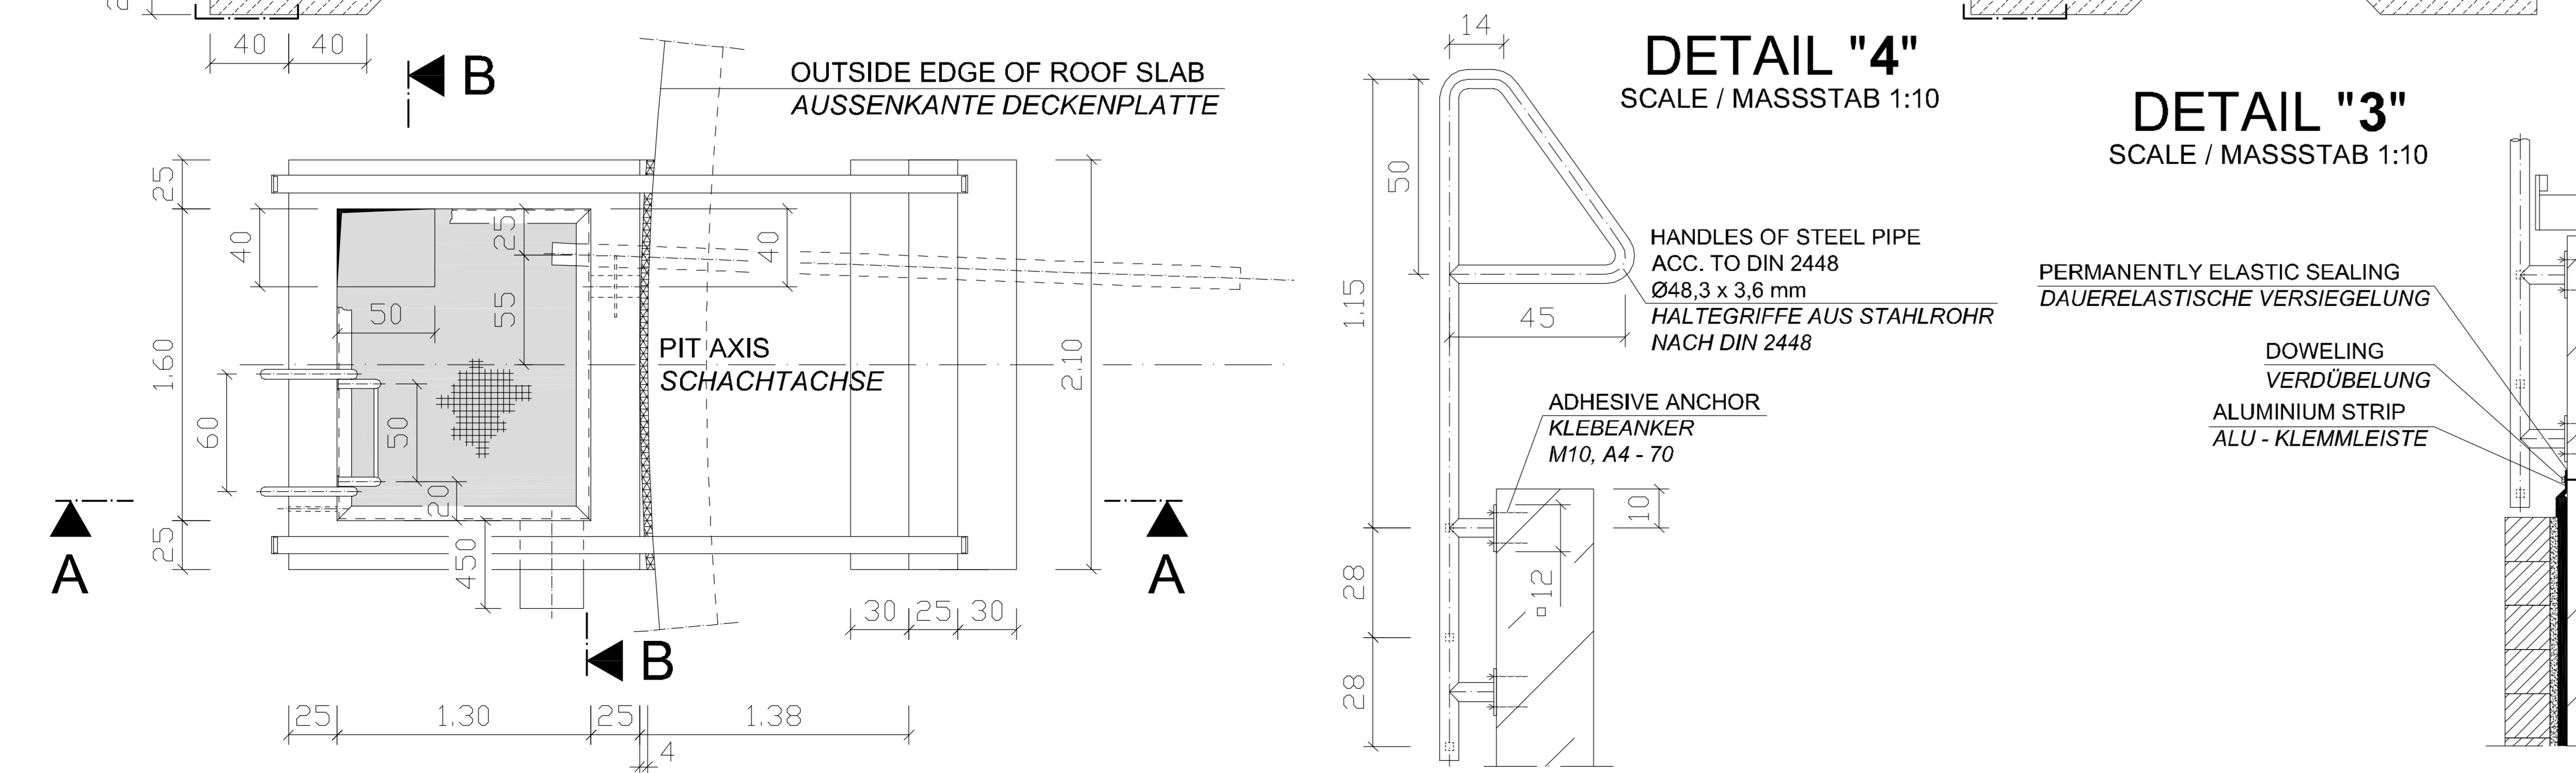 40
40
B
OUTSIDE EDGE OF ROOF SLAB
AUSSENKANTE DECKENPLATTE
25
40
25
40
55
50
1.60
PIT AXIS
SCHACHTACHSE
2.10
60
50
20
A
25
450
A
30
25
30
B
25
1.30
25
1.38
4
14
DETAIL "4"
SCALE / MASSSTAB 1:10
50
HANDLES OF STEEL PIPE
ACC. TO DIN 2448
Ø48,3 x 3,6 mm
HALTEGRIFFE AUS STAHLROHR
NACH DIN 2448
1.15
45
ADHESIVE ANCHOR
KLEBEANKER
M10, A4 - 70
10
28
□12
28
DETAIL "3"
SCALE / MASSSTAB 1:10
PERMANENTLY ELASTIC SEALING
DAUERELASTISCHE VERSIEGELUNG
DOWELING
VERDÜBELUNG
ALUMINIUM STRIP
ALU - KLEMMLEISTE